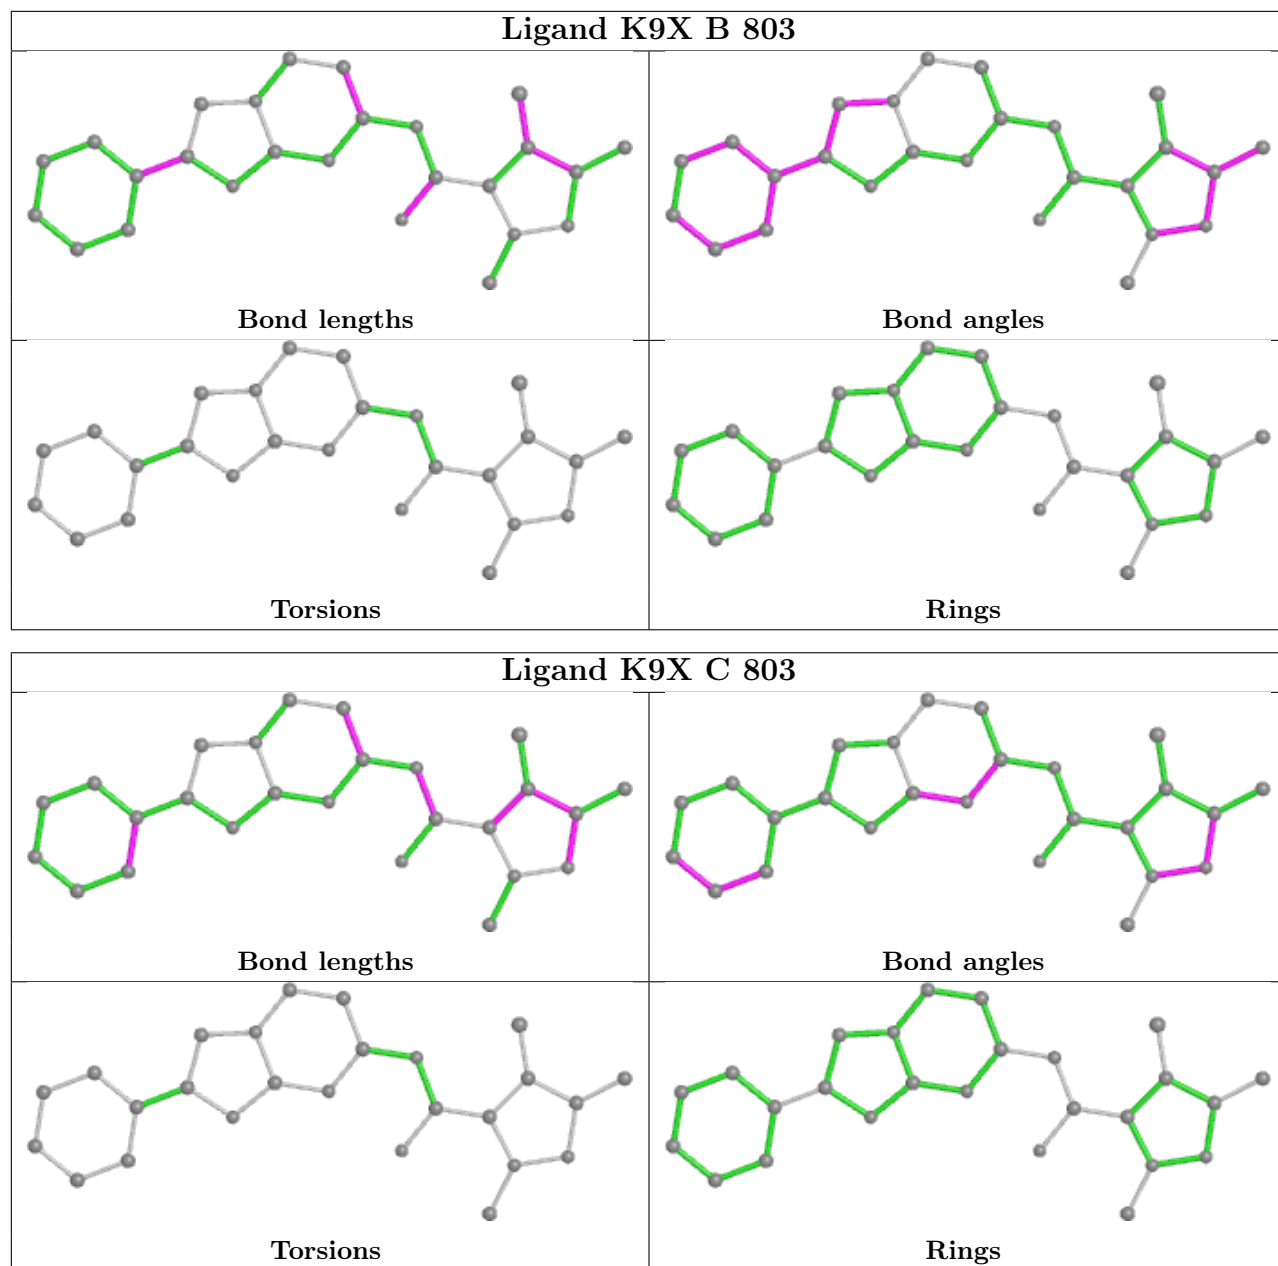 Ligand K9X B 803
Bond lengths
Bond angles
Torsions
Rings
Ligand K9X C 803
Bond lengths
Bond angles
Torsions
Rings